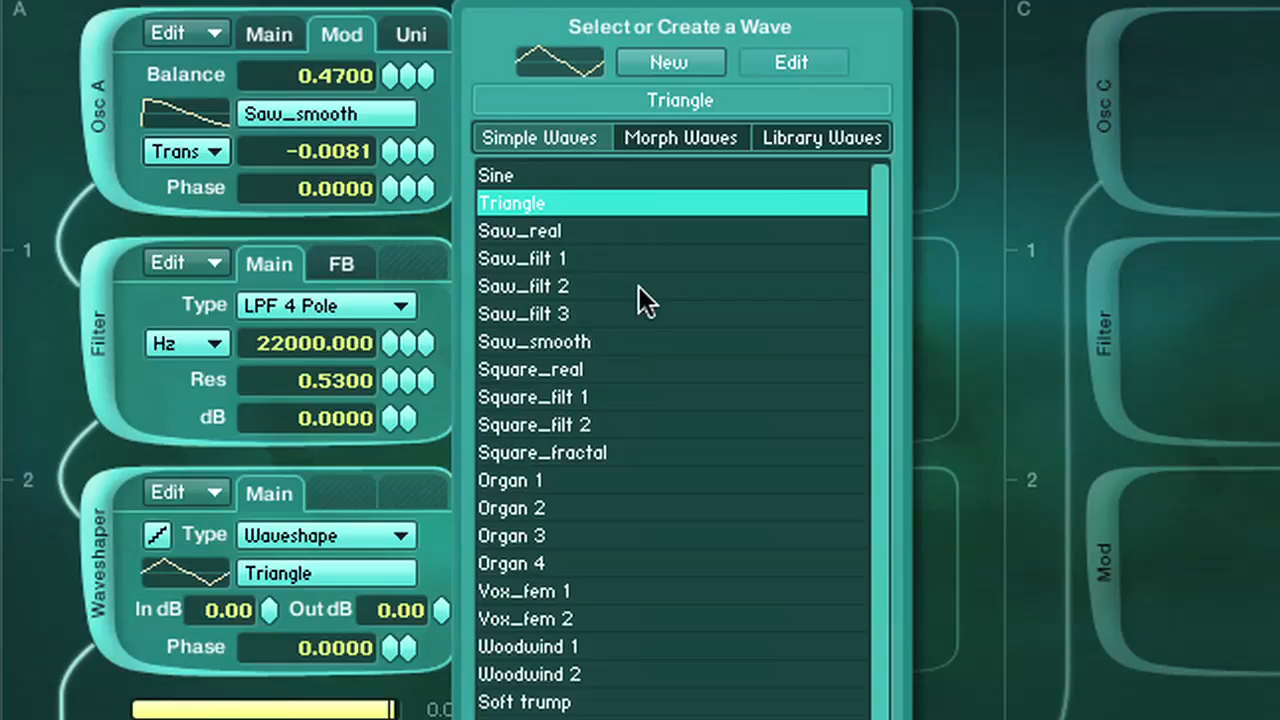 A
Osc A
Edit
Main
Mod
Uni
Balance
0.4700
Saw_smooth
Trans
-0.0081
Phase
0.0000
1
Filter
Edit
Main
FB
Type
LPF 4 Pole
Hz
22000.000
Res
0.5300
dB
0.0000
2
Waveshaper
Edit
Main
Type
Waveshape
Triangle
In dB
0.00
Out dB
0.00
Phase
0.0000
Select or Create a Wave
New
Edit
Triangle
Simple Waves
Morph Waves
Library Waves
Sine
Triangle
Saw_real
Saw_filt 1
Saw_filt 2
Saw_filt 3
Saw_smooth
Square_real
Square_filt 1
Square_filt 2
Square_fractal
Organ 1
Organ 2
Organ 3
Organ 4
Vox_fem 1
Vox_fem 2
Woodwind 1
Woodwind 2
Soft trump
C
Osc C
1
Filter
2
Mod